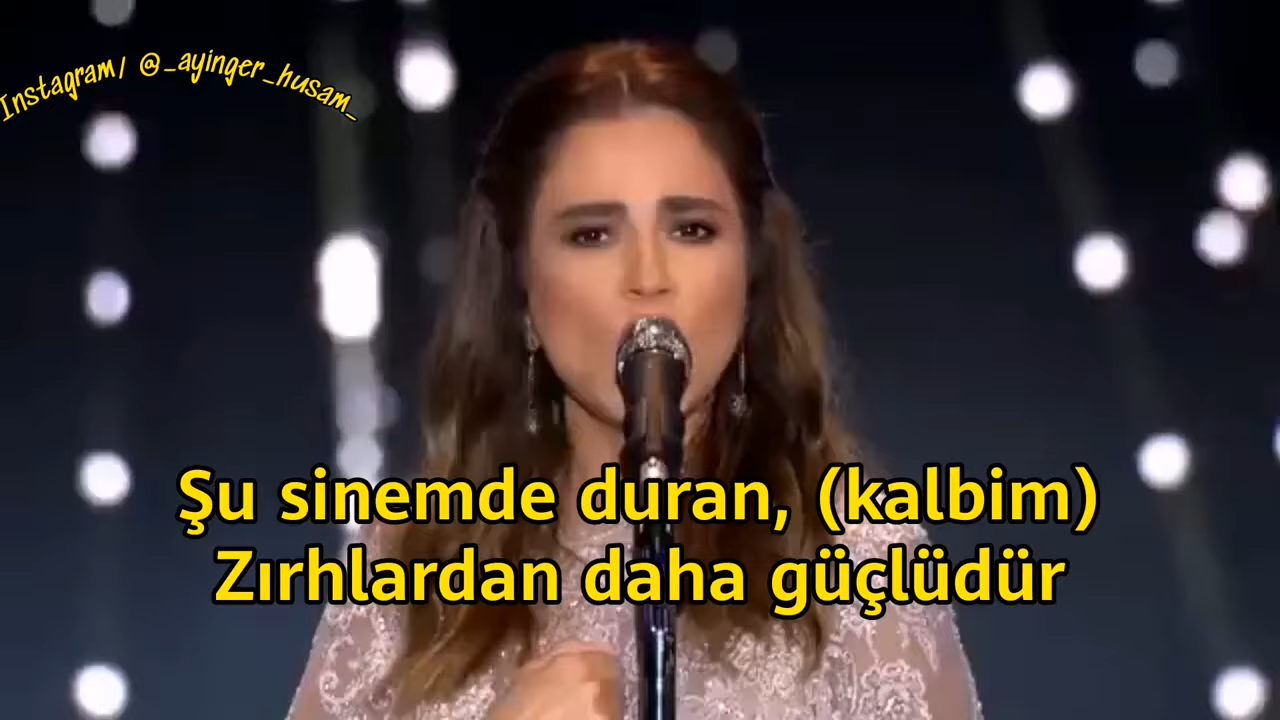 Instagram/ @_ayinger_husam_
Şu sinemde duran, (kalbim)
Zırhlardan daha güçlüdür